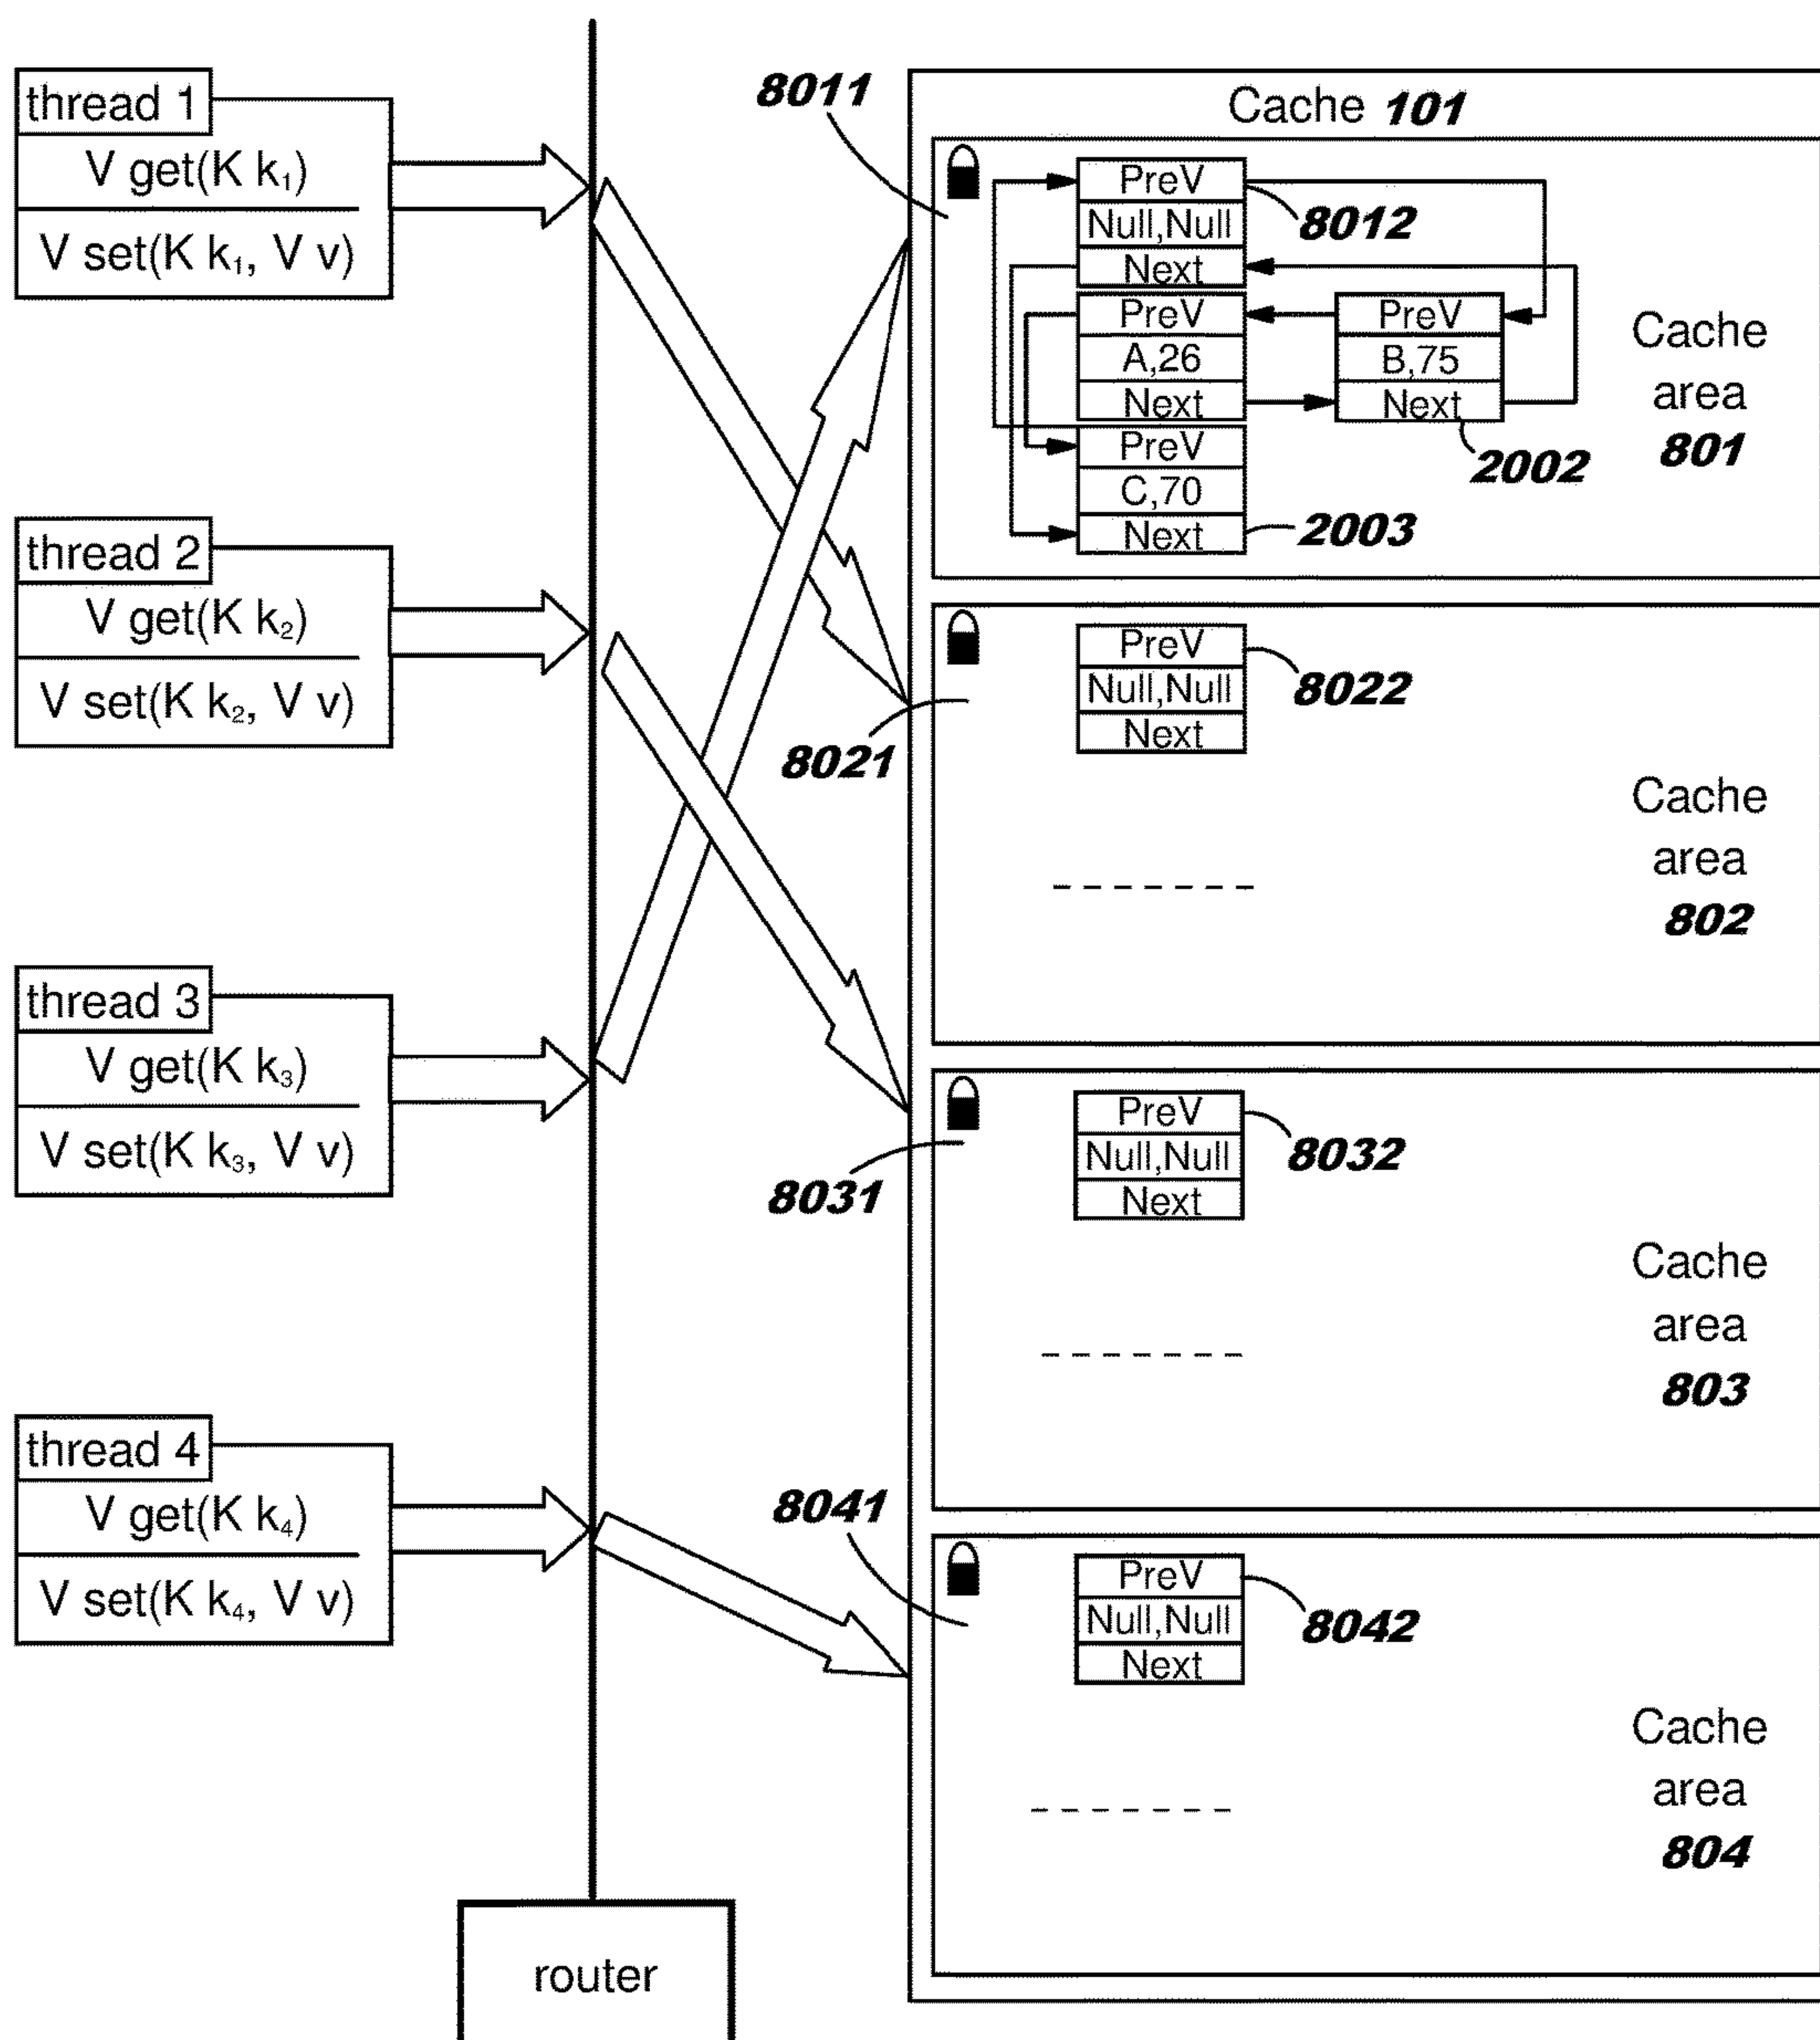 thread 1
V get(K k₁)
V set(K k₁, V v)
thread 2
V get(K k₂)
V set(K k₂, V v)
thread 3
V get(K k₃)
V set(K k₃, V v)
thread 4
V get(K k₄)
V set(K k₄, V v)
router
8011
8021
8031
8041
Cache 101
PreV
Null,Null
Next
8012
PreV
A,26
Next
PreV
B,75
Next
2002
PreV
C,70
Next
2003
Cache
area
801
PreV
Null,Null
Next
8022
Cache
area
802
PreV
Null,Null
Next
8032
Cache
area
803
PreV
Null,Null
Next
8042
Cache
area
804